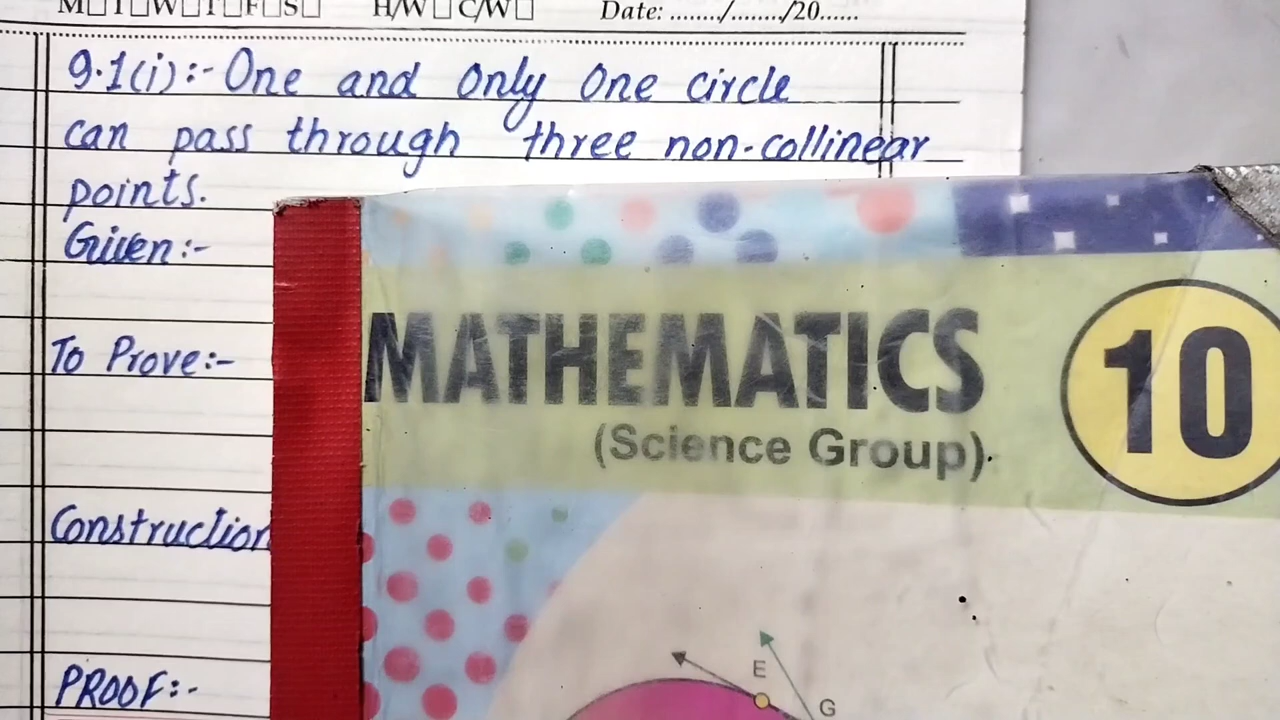 M□T□W□T□F□S□ H/W□ C/W□ Date: ......../......../20......
9.1(i):- One and only one circle
can pass through three non-collinear
points.
Given:-
To Prove:-
Construction
PROOF:-
MATHEMATICS
(Science Group)
10
E
G